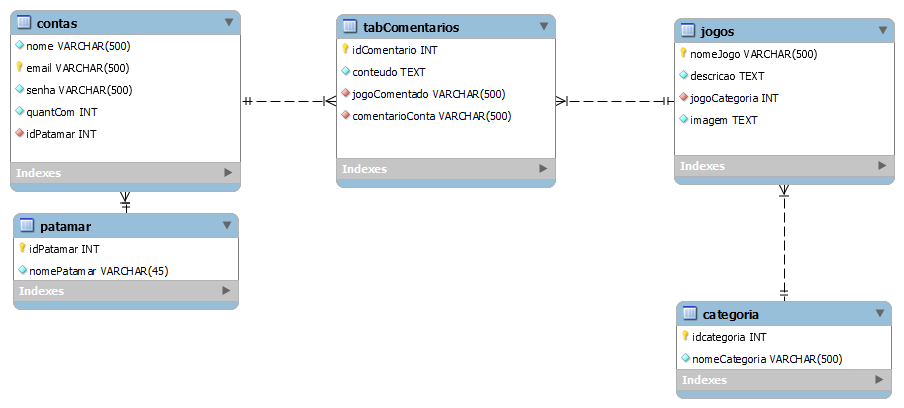 contas
nome VARCHAR(500)
email VARCHAR(500)
senha VARCHAR(500)
quantCom INT
idPatamar INT
Indexes
patamar
idPatamar INT
nomePatamar VARCHAR(45)
Indexes
tabComentarios
idComentario INT
conteudo TEXT
jogoComentado VARCHAR(500)
comentarioConta VARCHAR(500)
Indexes
jogos
nomeJogo VARCHAR(500)
descricao TEXT
jogoCategoria INT
imagem TEXT
Indexes
categoria
idcategoria INT
nomeCategoria VARCHAR(500)
Indexes